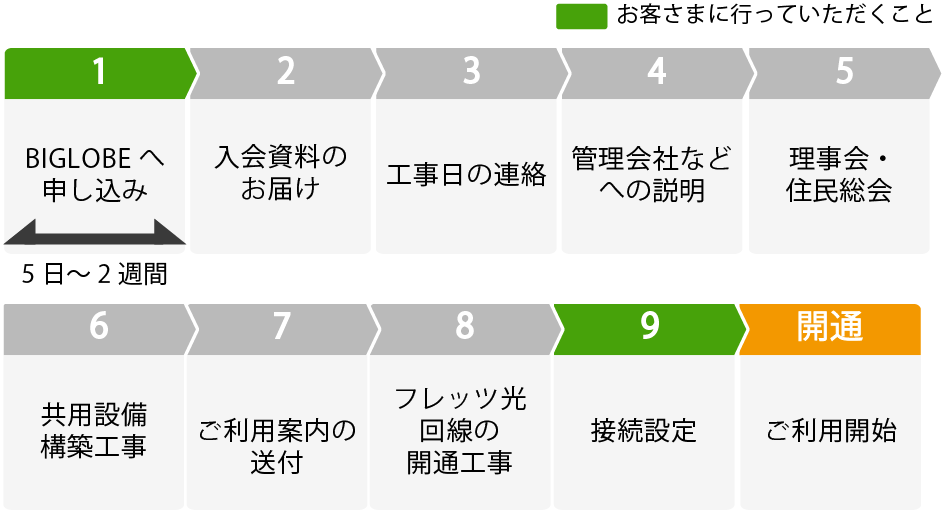 お客さまに行っていただくこと
1
BIGLOBE へ
申し込み
5 日～ 2 週間
2
入会資料の
お届け
3
工事日の連絡
4
管理会社など
への説明
5
理事会・
住民総会
6
共用設備
構築工事
7
ご利用案内の
送付
8
フレッツ光
回線の
開通工事
9
接続設定
開通
ご利用開始